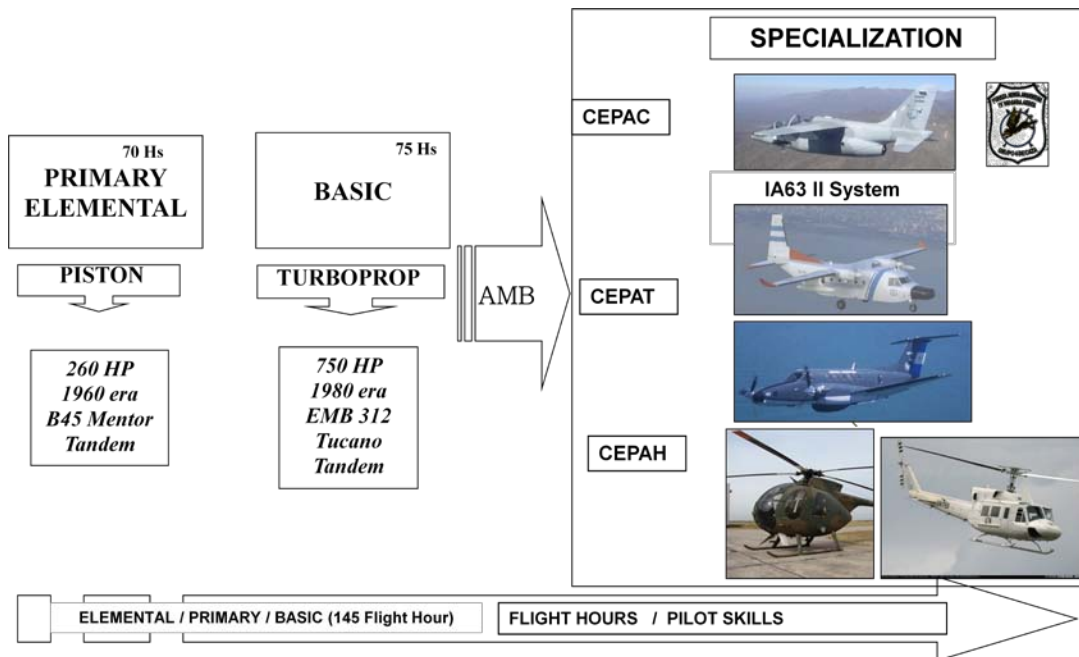 SPECIALIZATION
CEPAC
70 Hs
PRIMARY
ELEMENTAL
75 Hs
BASIC
IA63 II System
PISTON
TURBOPROP
AMB
CEPAT
260 HP
1960 era
B45 Mentor
Tandem
750 HP
1980 era
EMB 312
Tucano
Tandem
CEPAH
ELEMENTAL / PRIMARY / BASIC (145 Flight Hour)
FLIGHT HOURS / PILOT SKILLS